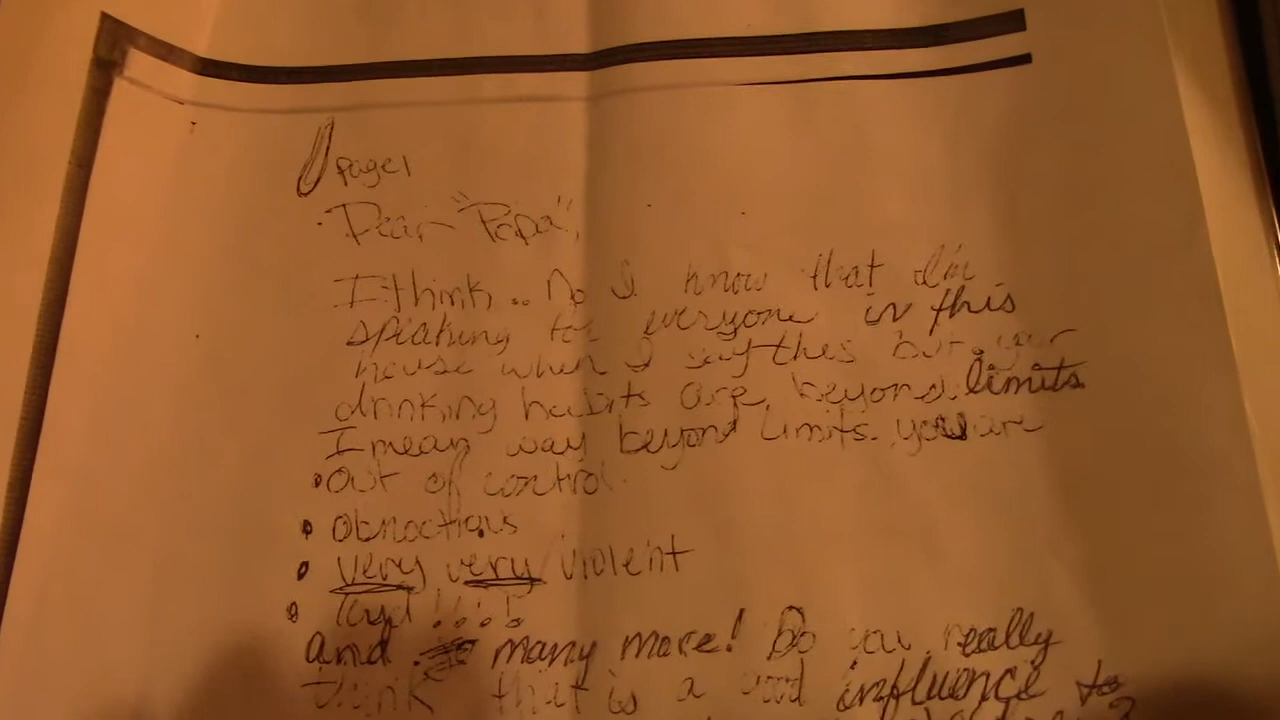 page 1
Dear "Papa",
I think.. No I know that I'm
speaking for everyone in this
house when I say this but your
drinking habits are beyond limits
I mean way beyond limits. you are
•Out of control.
• obnoctious
• very very violent
• loud!!!!
and many more! Do you really
think that is a good influence to